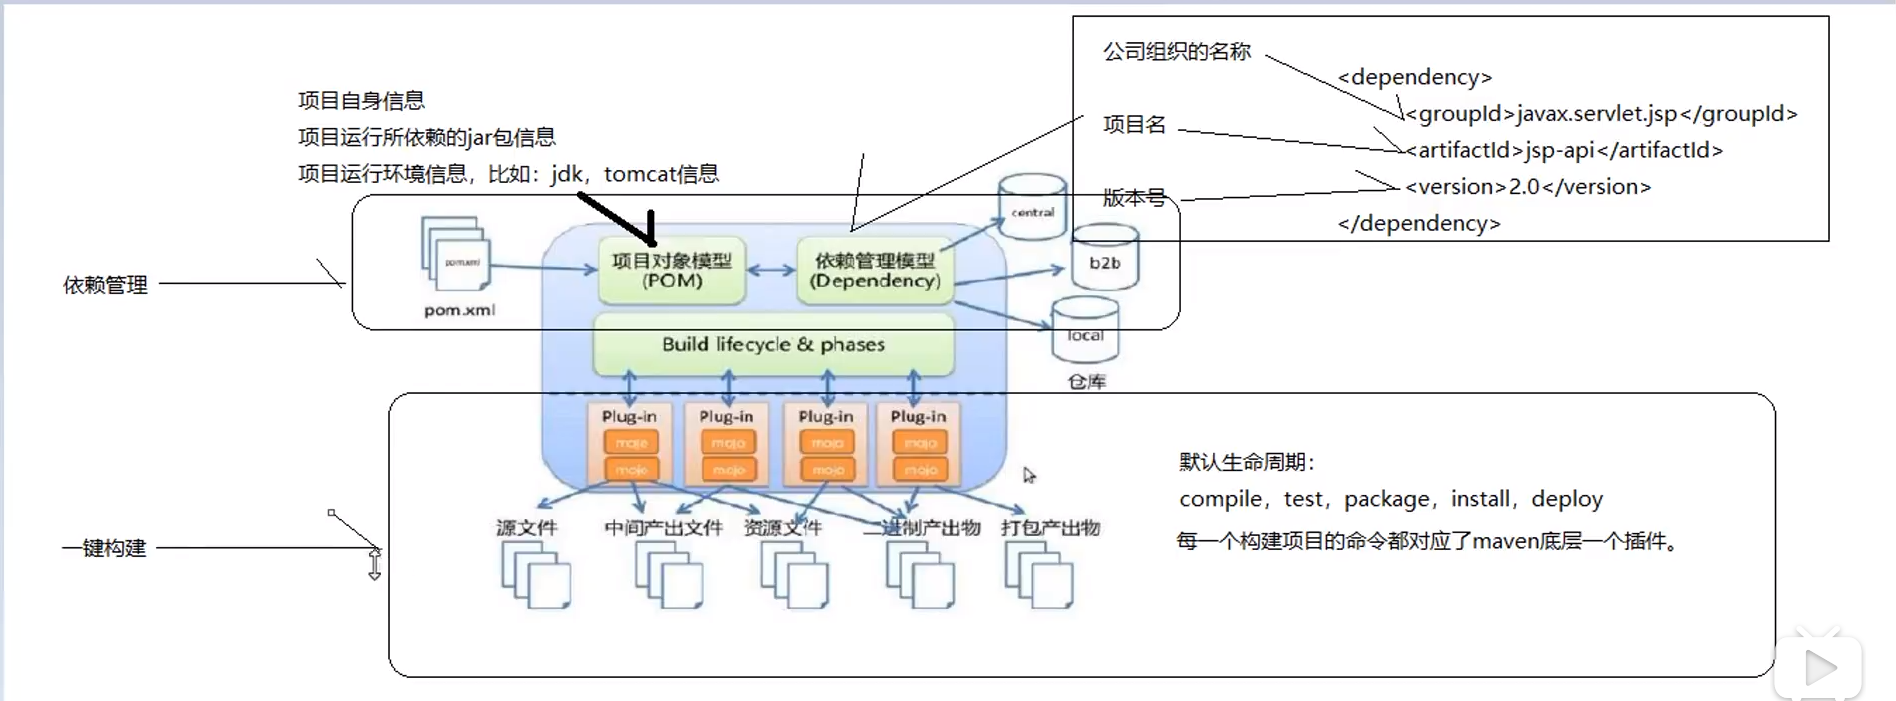 公司组织的名称
<dependency>
项目自身信息
<groupId>javax.servlet.jsp</groupId>
项目名
项目运行所依赖的jar包信息
<artifactId>jsp-api</artifactId>
项目运行环境信息，比如：jdk，tomcat信息
<version>2.0</version>
版本号
</dependency>
central
依赖管理
pom.xml
pom.xml
项目对象模型
(POM)
依赖管理模型
(Dependency)
b2b
local
仓库
Build lifecycle & phases
Plug-in
mojo
mojo
Plug-in
mojo
mojo
Plug-in
mojo
mojo
Plug-in
mojo
mojo
默认生命周期：
compile，test，package，install，deploy
每一个构建项目的命令都对应了maven底层一个插件。
一键构建
源文件
中间产出文件
资源文件
二进制产出物
打包产出物